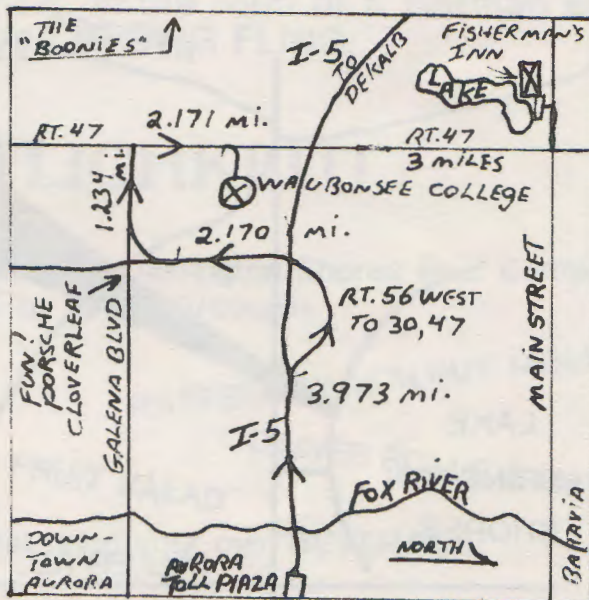 THE
"BOONIES"
I-5
TO
DEKALB
FISHERMAN'S
INN
LAKE
RT. 47
2.171 mi.
RT.47
3 MILES
WAUBONSEE COLLEGE
1.234 mi.
2.170 mi.
RT. 56 WEST
TO 30,47
FUN!
PORSCHE
CLOVERLEAF
GALENA BLVD
MAIN STREET
3.973 mi.
I-5
FOX RIVER
DOWN-
TOWN
AURORA
AURORA
TOLL PLAZA
NORTH
BATAVIA